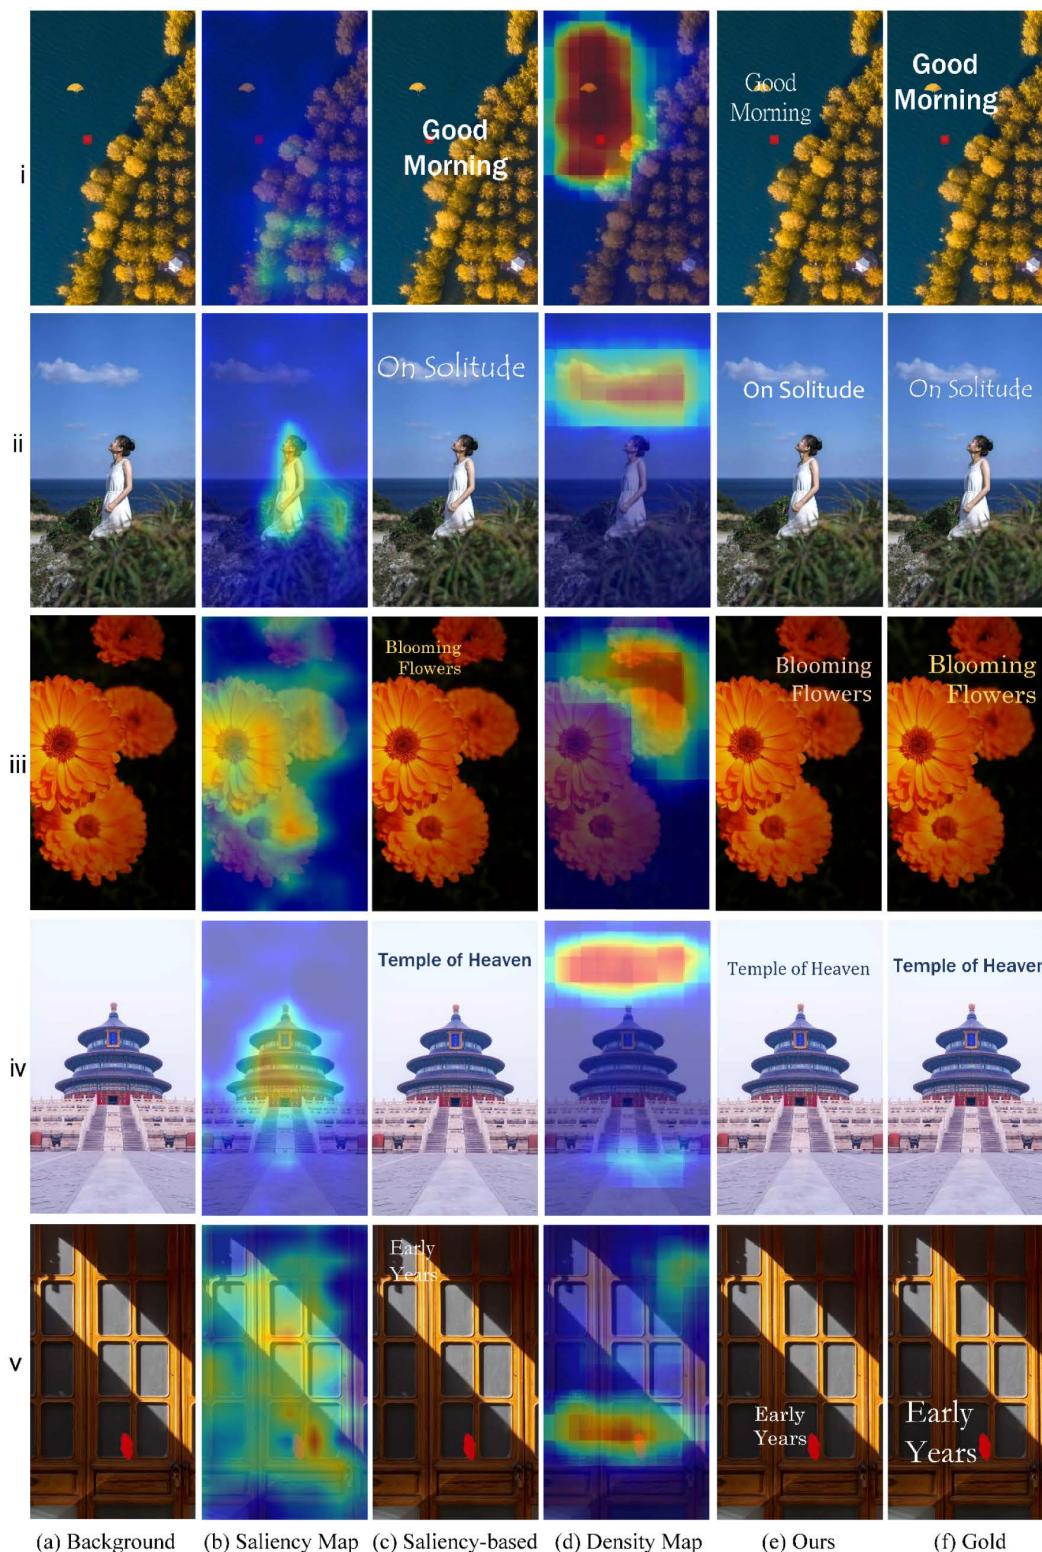 i
Good
Morning
Good
Morning
Good
Morning
ii
On Solitude
On Solitude
On Solitude
iii
Blooming
Flowers
Blooming
Flowers
Blooming
Flowers
iv
Temple of Heaven
Temple of Heaven
Temple of Heaven
v
Early
Years
Early
Years
Early
Years
(a) Background
(b) Saliency Map
(c) Saliency-based
(d) Density Map
(e) Ours
(f) Gold